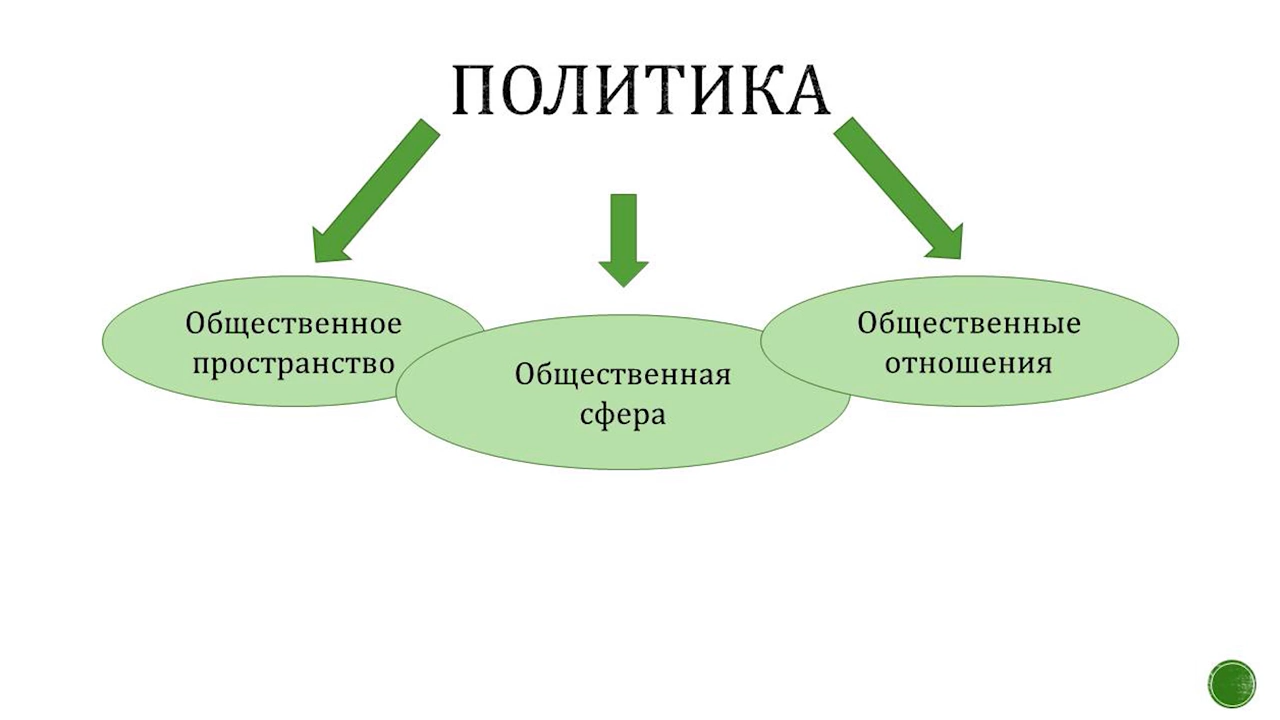 ПОЛИТИКА
Общественное
пространство
Общественная
сфера
Общественные
отношения